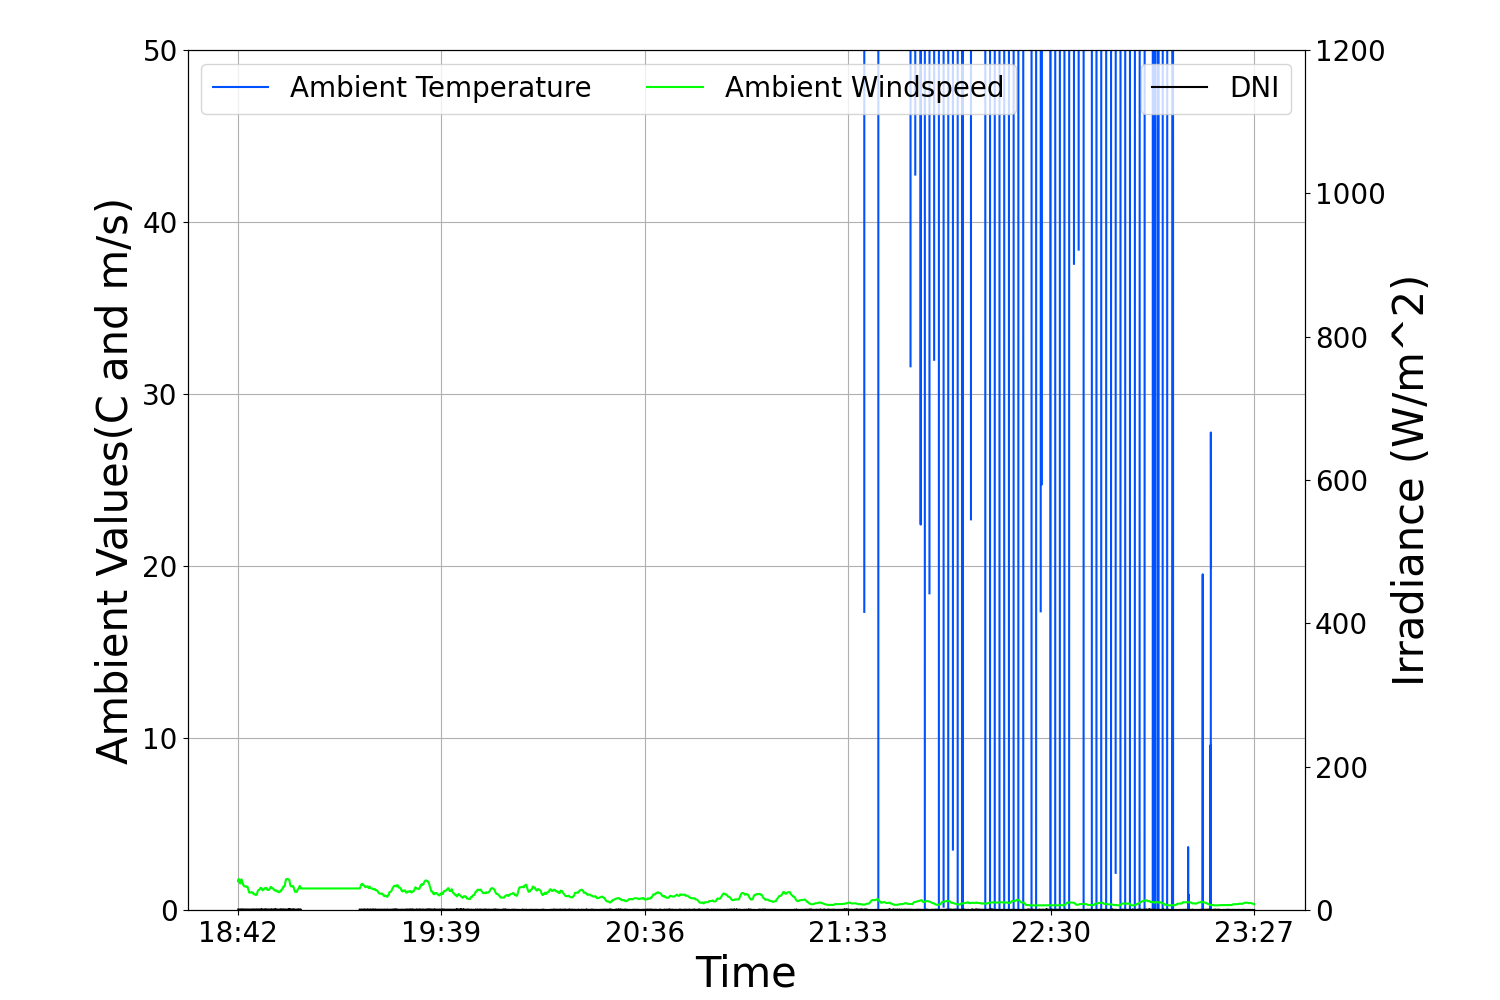 50
40
30
20
10
0
Ambient Values(C and m/s)
Ambient Temperature
Ambient Windspeed
DNI
1200
1000
800
600
400
200
0
Irradiance (W/m^2)
18:42 19:39 20:36 21:33 22:30 23:27
Time